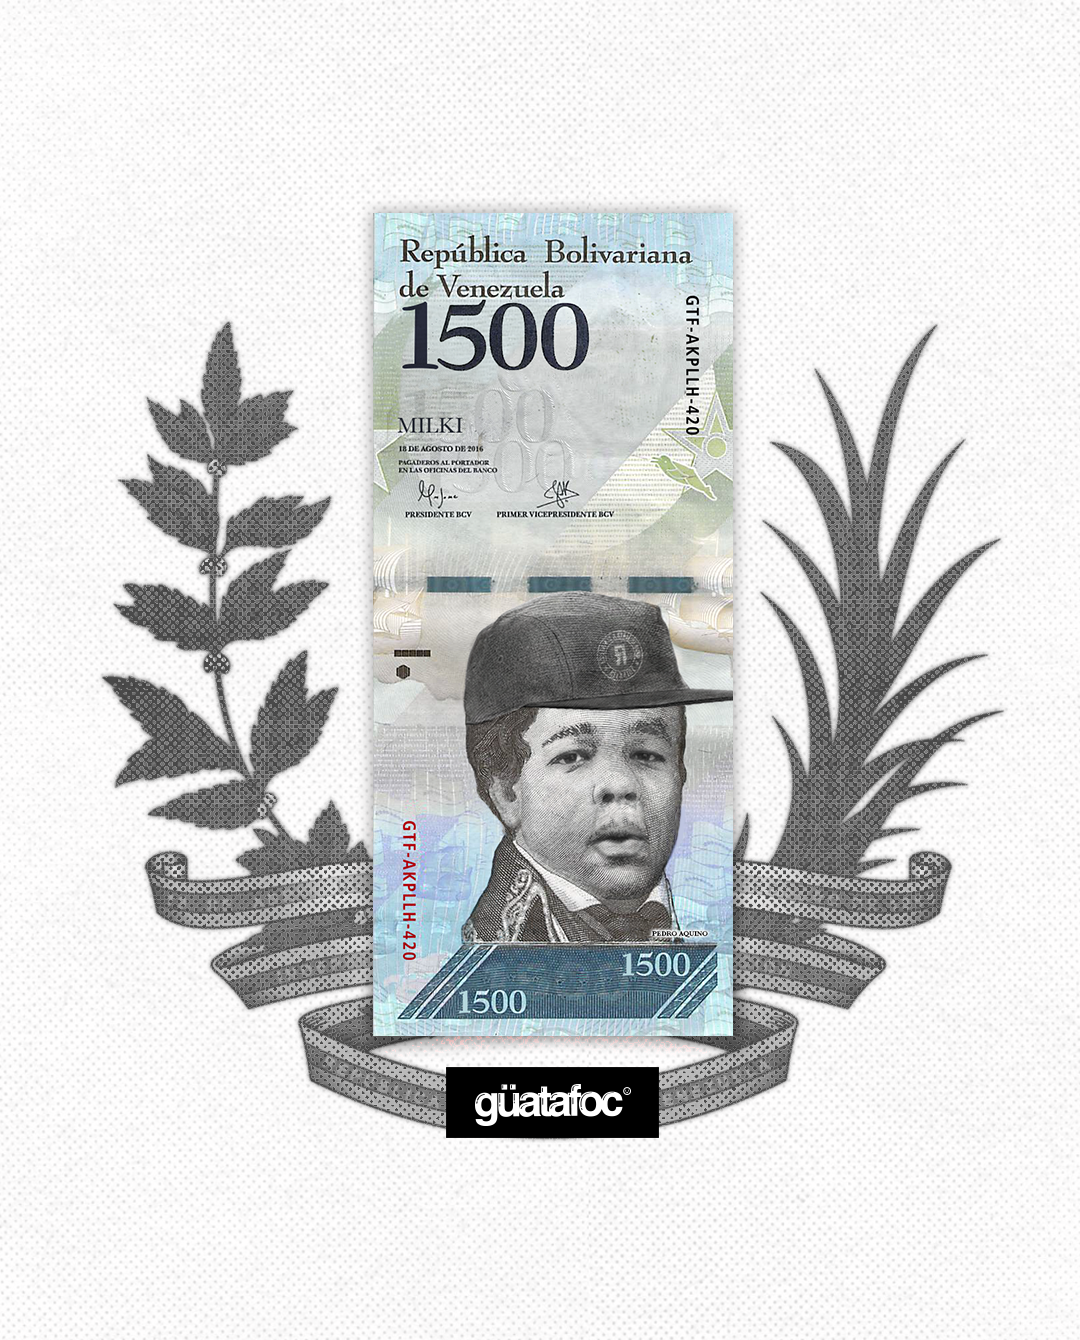 República Bolivariana
de Venezuela
1500
GTF-AKPLLH-420
MILKI
18 DE AGOSTO DE 2016
PAGADEROS AL PORTADOR
EN LAS OFICINAS DEL BANCO
PRESIDENTE BCV
PRIMER VICEPRESIDENTE BCV
GTF-AKPLLH-420
PEDRO AQUINO
1500
1500
güatafoc